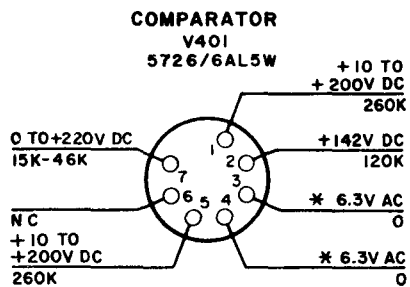 COMPARATOR
V401
5726/6AL5W
+10 TO
+200V DC
260K
0 TO+220V DC
15K-46K
+142V DC
120K
1
2
7
3
6
5
4
* 6.3V AC
0
NC
+10 TO
+200V DC
260K
* 6.3V AC
0